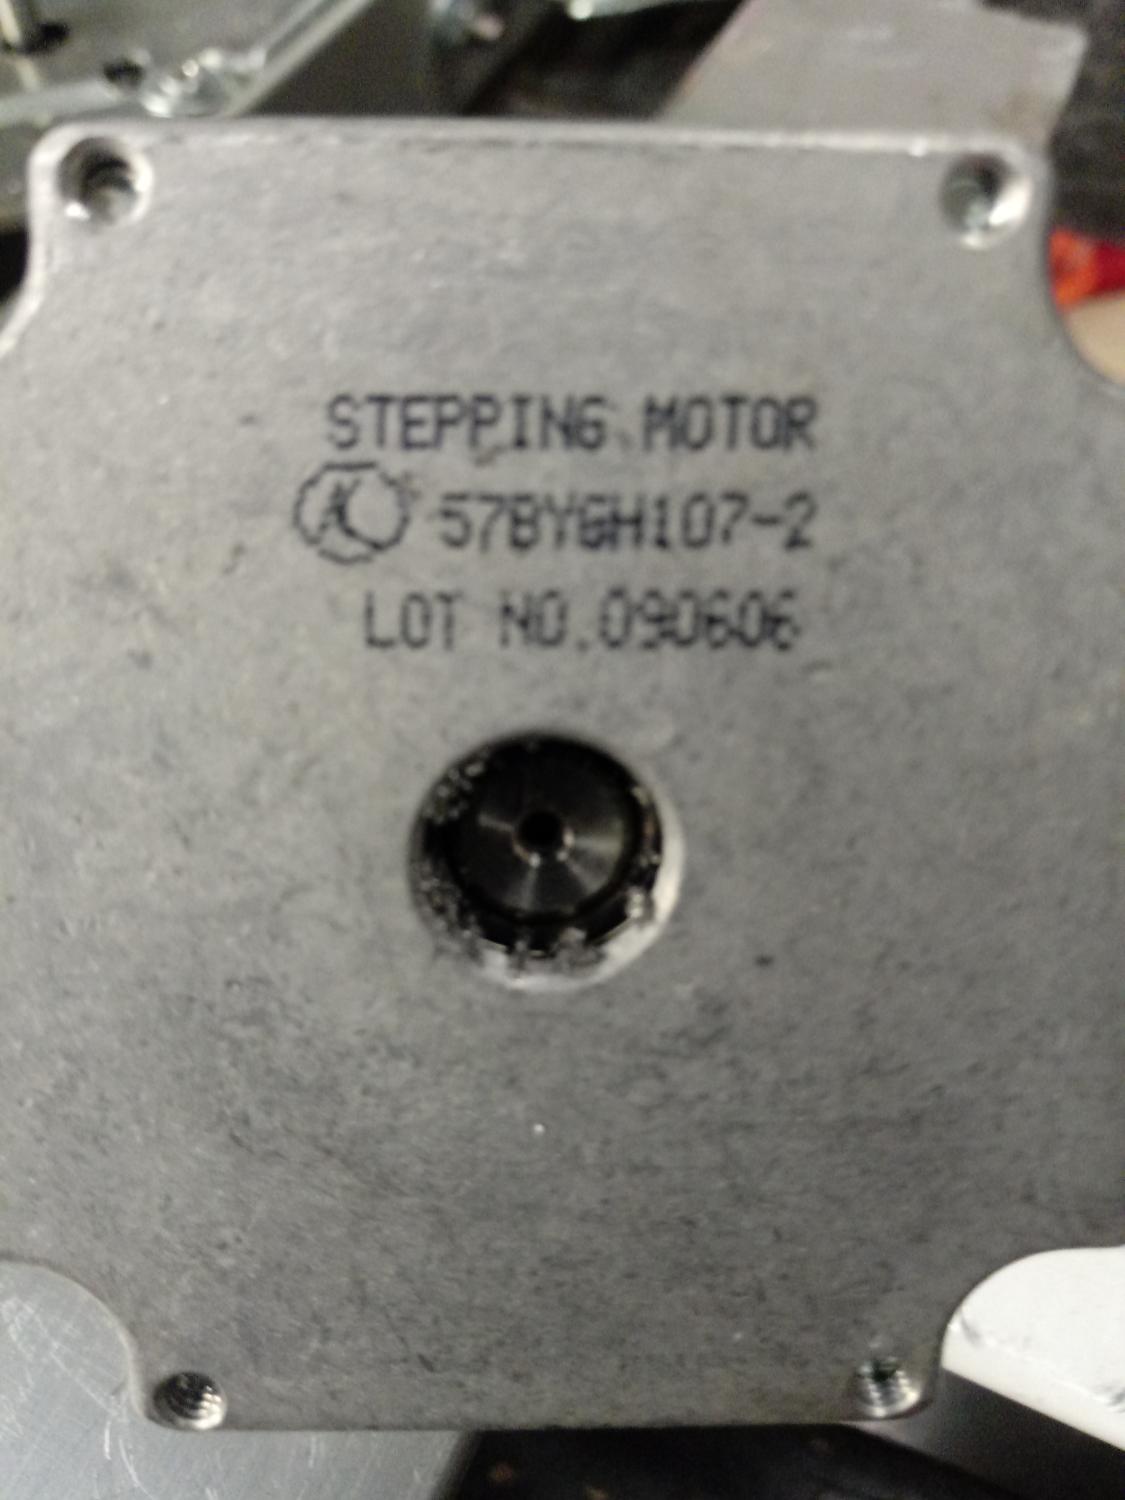 STEPPING MOTOR
57BYGH107-2
LOT NO.090606